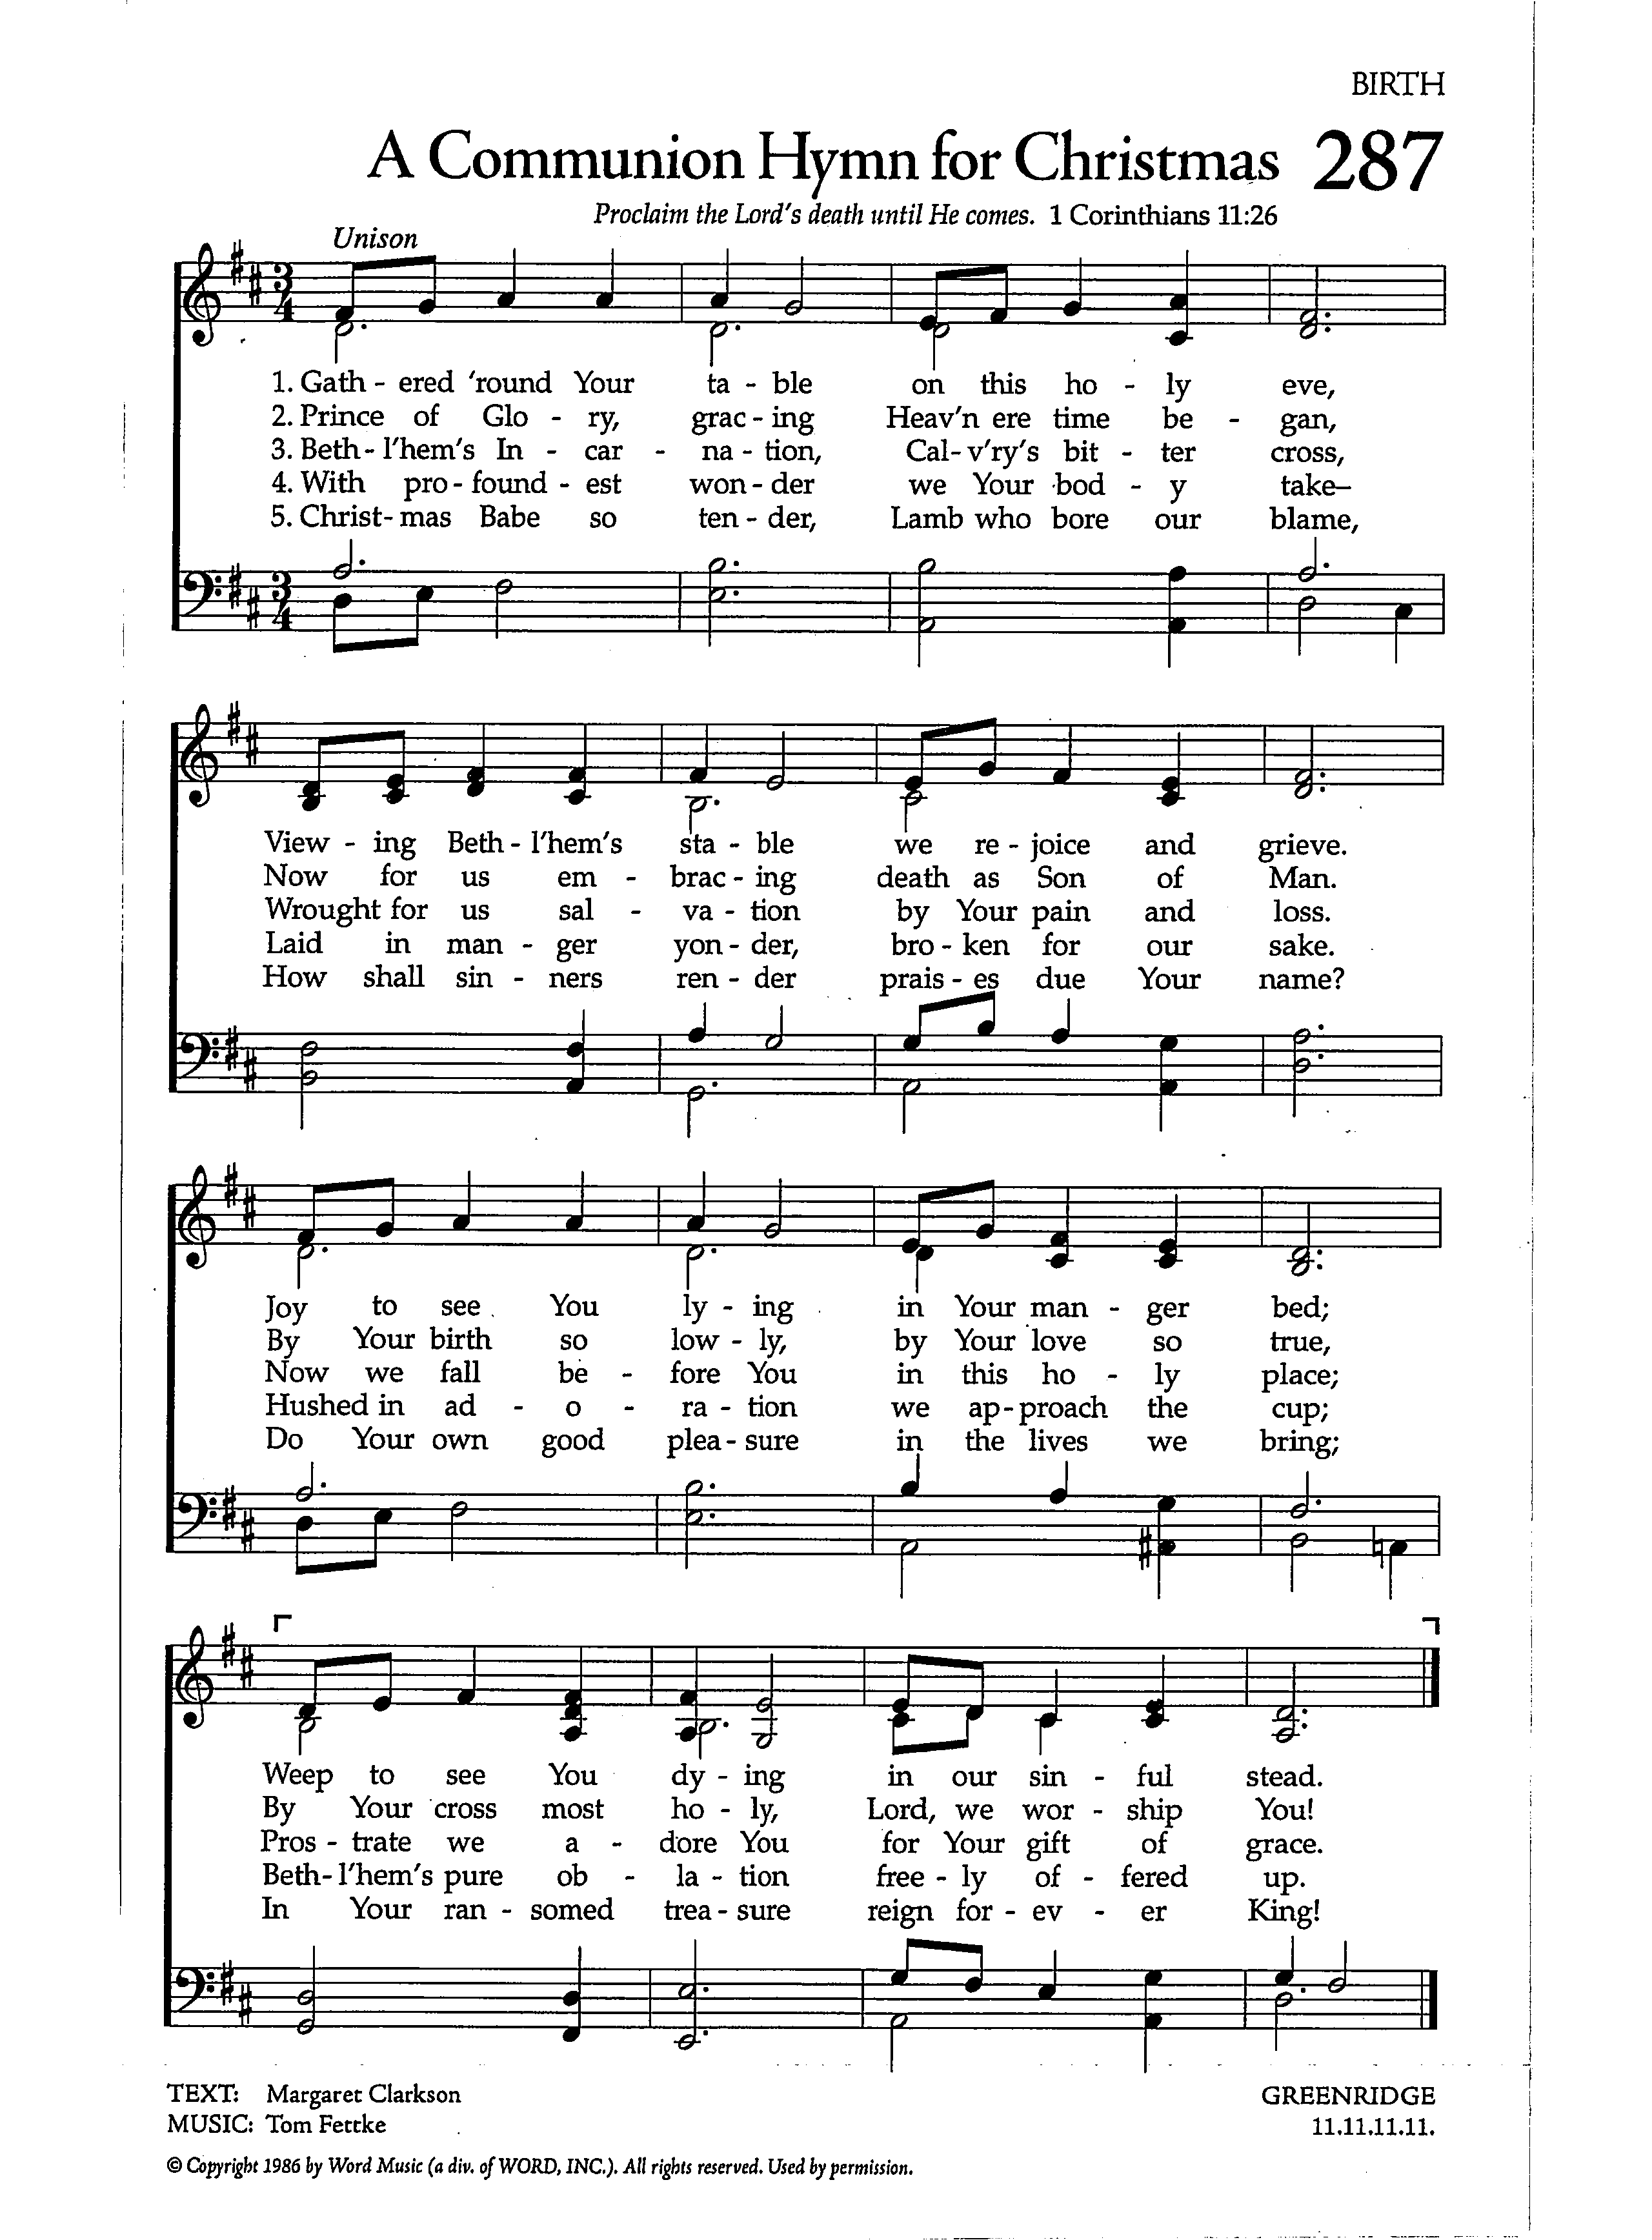 BIRTH
A Communion Hymn for Christmas 287
Proclaim the Lord's death until He comes. 1 Corinthians 11:26
Unison
3 4
1. Gath - ered 'round Your ta - ble on this ho - ly eve,
2. Prince of Glo - ry, grac - ing Heav'n ere time be - gan,
3. Beth - l'hem's In - car - na - tion, Cal - v'ry's bit - ter cross,
4. With pro - found - est won - der we Your bod - y take–
5. Christ - mas Babe so ten - der, Lamb who bore our blame,
3 4
View - ing Beth - l'hem's sta - ble we re - joice and grieve.
Now for us em - brac - ing death as Son of Man.
Wrought for us sal - va - tion by Your pain and loss.
Laid in man - ger yon - der, bro - ken for our sake.
How shall sin - ners ren - der prais - es due Your name?
Joy to see You ly - ing in Your man - ger bed;
By Your birth so low - ly, by Your love so true,
Now we fall be - fore You in this ho - ly place;
Hushed in ad - o - ra - tion we ap - proach the cup;
Do Your own good plea - sure in the lives we bring;
Weep to see You dy - ing in our sin - ful stead.
By Your cross most ho - ly, Lord, we wor - ship You!
Pros - trate we a - dore You for Your gift of grace.
Beth - l'hem's pure ob - la - tion free - ly of - fered up.
In Your ran - somed trea - sure reign for - ev - er King!
TEXT: Margaret Clarkson GREENRIDGE
MUSIC: Tom Fettke 11.11.11.11.
© Copyright 1986 by Word Music (a div. of WORD, INC.). All rights reserved. Used by permission.